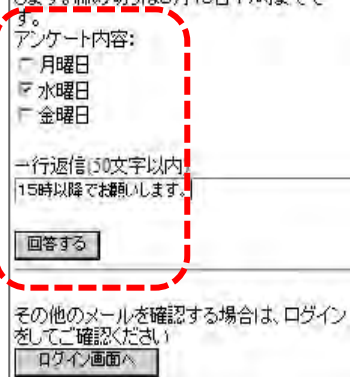 す。
アンケート内容:
月曜日
水曜日
金曜日
一行返信(50文字以内)
15時以降でお願いします。
回答する
その他のメールを確認する場合は、ログイン
をしてご確認ください
ログイン画面へ